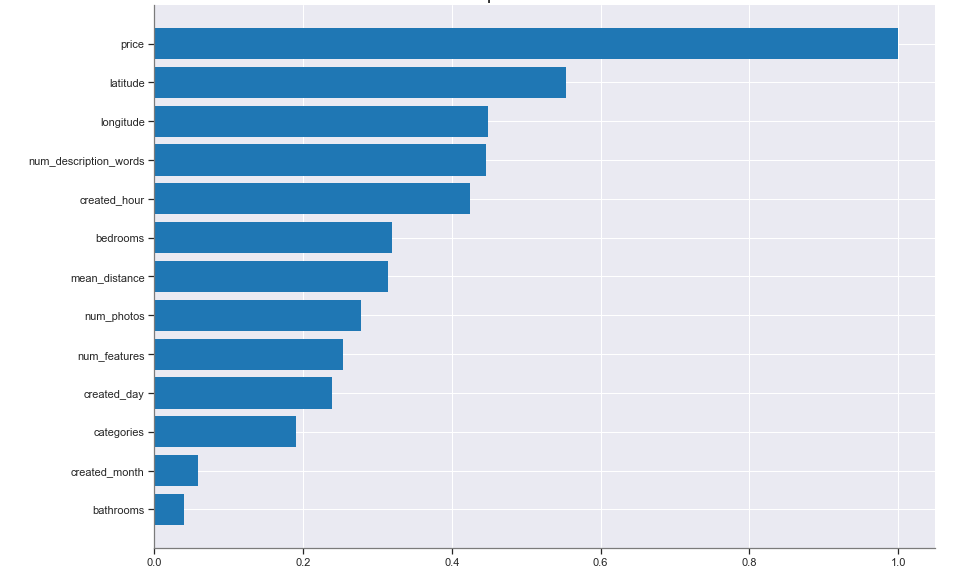 price
latitude
longitude
num_description_words
created_hour
bedrooms
mean_distance
num_photos
num_features
created_day
categories
created_month
bathrooms
0.0 0.2 0.4 0.6 0.8 1.0